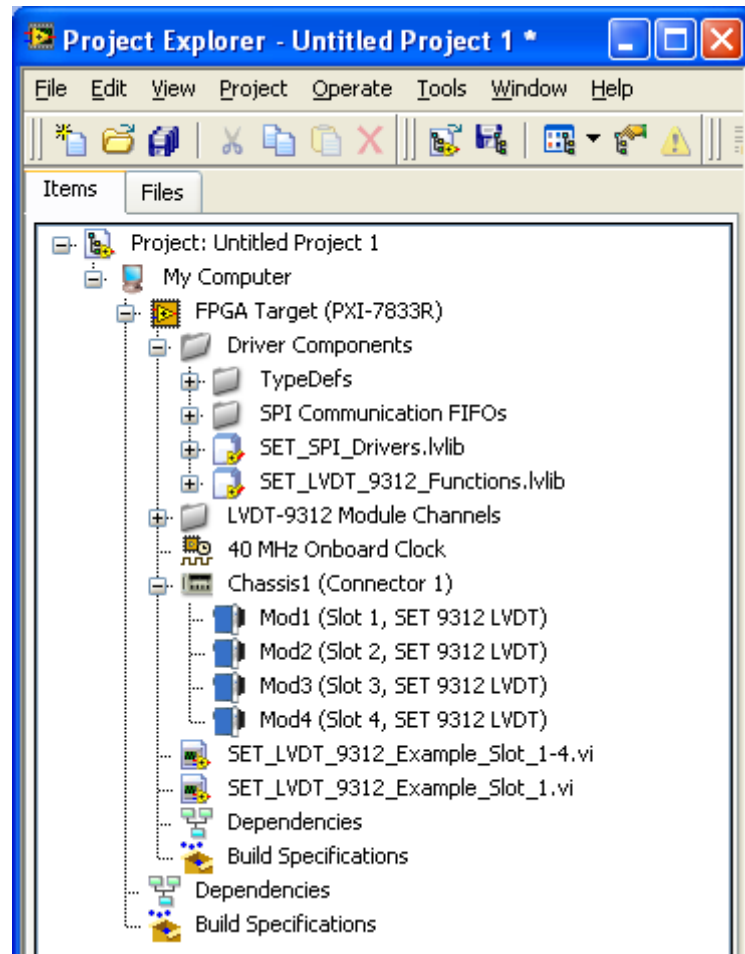 Project Explorer - Untitled Project 1 *
File Edit View Project Operate Tools Window Help
Items Files
Project: Untitled Project 1
My Computer
FPGA Target (PXI-7833R)
Driver Components
TypeDefs
SPI Communication FIFOs
SET_SPI_Drivers.lvlib
SET_LVDT_9312_Functions.lvlib
LVDT-9312 Module Channels
40 MHz Onboard Clock
Chassis1 (Connector 1)
Mod1 (Slot 1, SET 9312 LVDT)
Mod2 (Slot 2, SET 9312 LVDT)
Mod3 (Slot 3, SET 9312 LVDT)
Mod4 (Slot 4, SET 9312 LVDT)
SET_LVDT_9312_Example_Slot_1-4.vi
SET_LVDT_9312_Example_Slot_1.vi
Dependencies
Build Specifications
Dependencies
Build Specifications